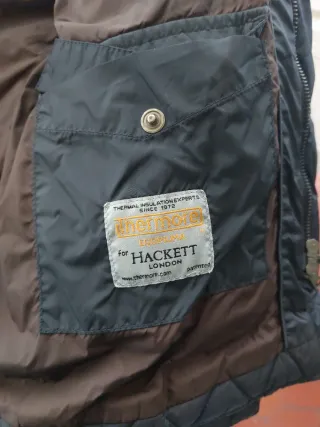 THERMAL INSULATION EXPERTS
SINCE 1972
thermore
for HACKETT
LONDON
www.thermore.com